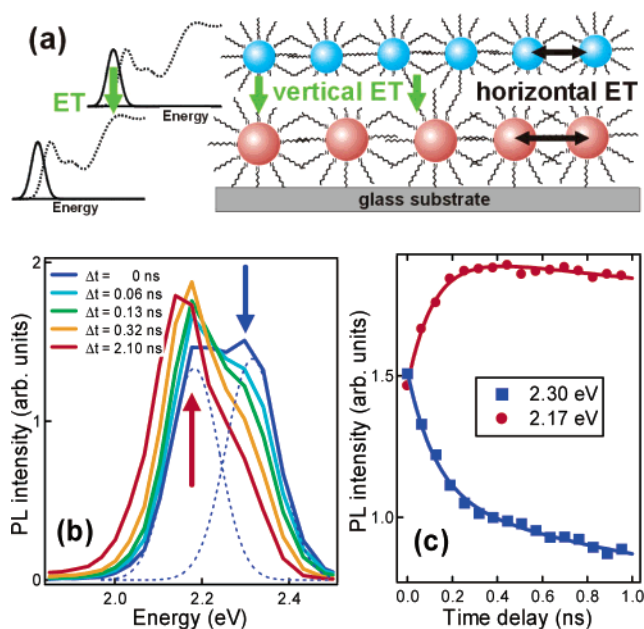 (a)
ET
Energy
Energy
vertical ET
horizontal ET
glass substrate
(b)
PL intensity (arb. units)
2
1
0
Δt = 0 ns
Δt = 0.06 ns
Δt = 0.13 ns
Δt = 0.32 ns
Δt = 2.10 ns
2.0 2.2 2.4
Energy (eV)
(c)
PL intensity (arb. units)
1.5
1.0
2.30 eV
2.17 eV
0.0 0.2 0.4 0.6 0.8 1.0
Time delay (ns)